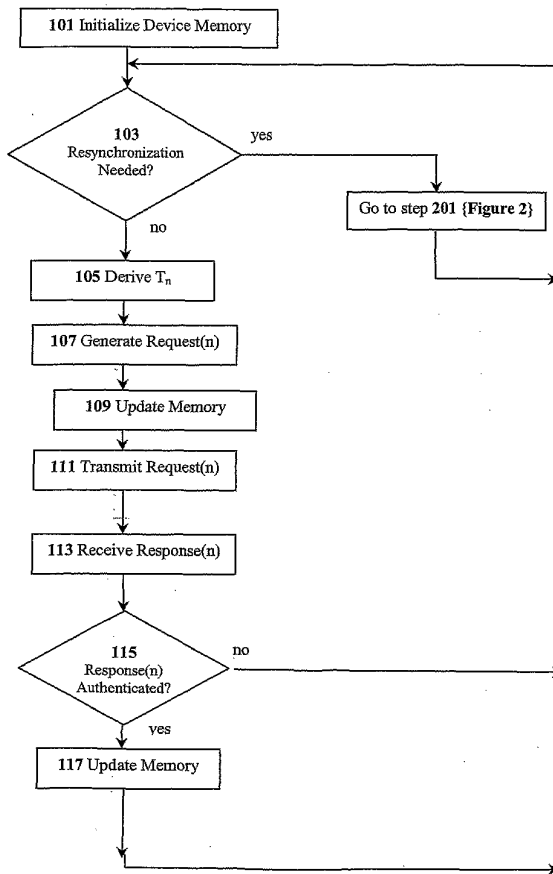 101 Initialize Device Memory
103
Resynchronization
Needed?
yes
Go to step 201 {Figure 2}
no
105 Derive Tn
107 Generate Request(n)
109 Update Memory
111 Transmit Request(n)
113 Receive Response(n)
115
Response(n)
Authenticated?
no
yes
117 Update Memory